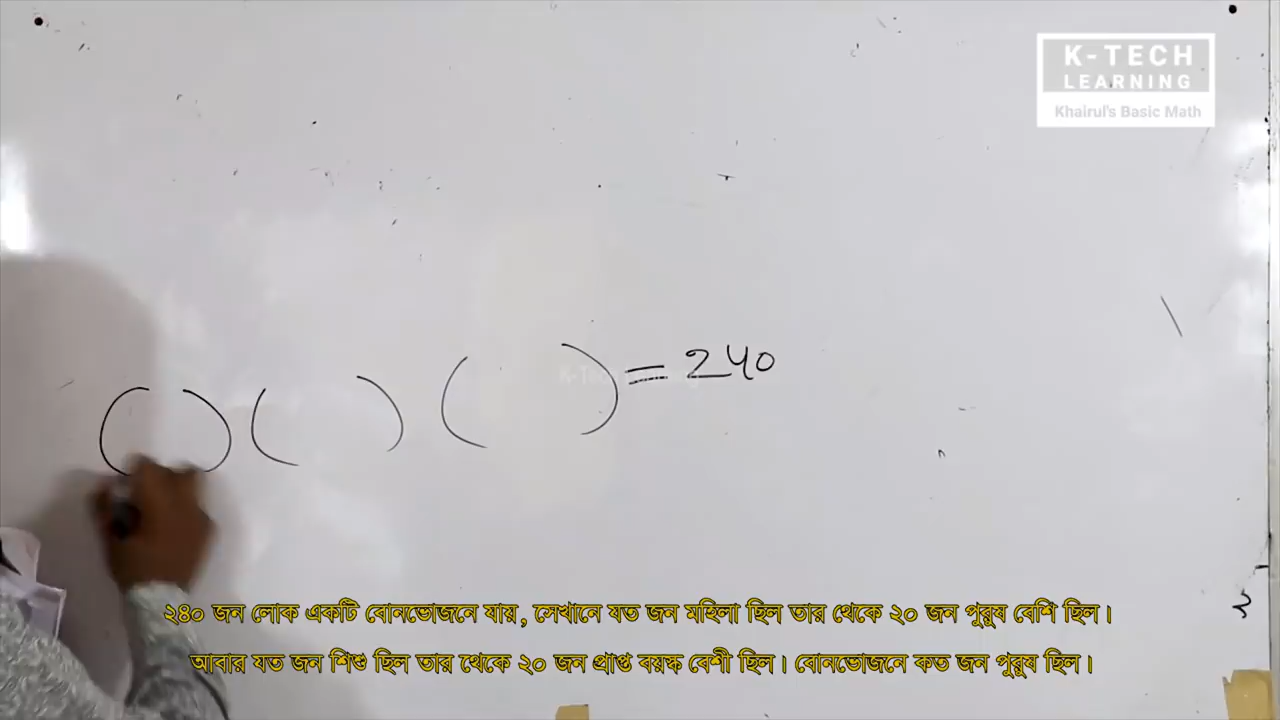 K-TECH
LEARNING
Khairul's Basic Math
( ) ( ) ( ) = 240
২৪০ জন লোক একটি বোনভোজনে যায়, সেখানে যত জন মহিলা ছিল তার থেকে ২০ জন পুরুষ বেশি ছিল।
আবার যত জন শিশু ছিল তার থেকে ২০ জন প্রাপ্ত বয়স্ক বেশী ছিল। বোনভোজনে কত জন পুরুষ ছিল।